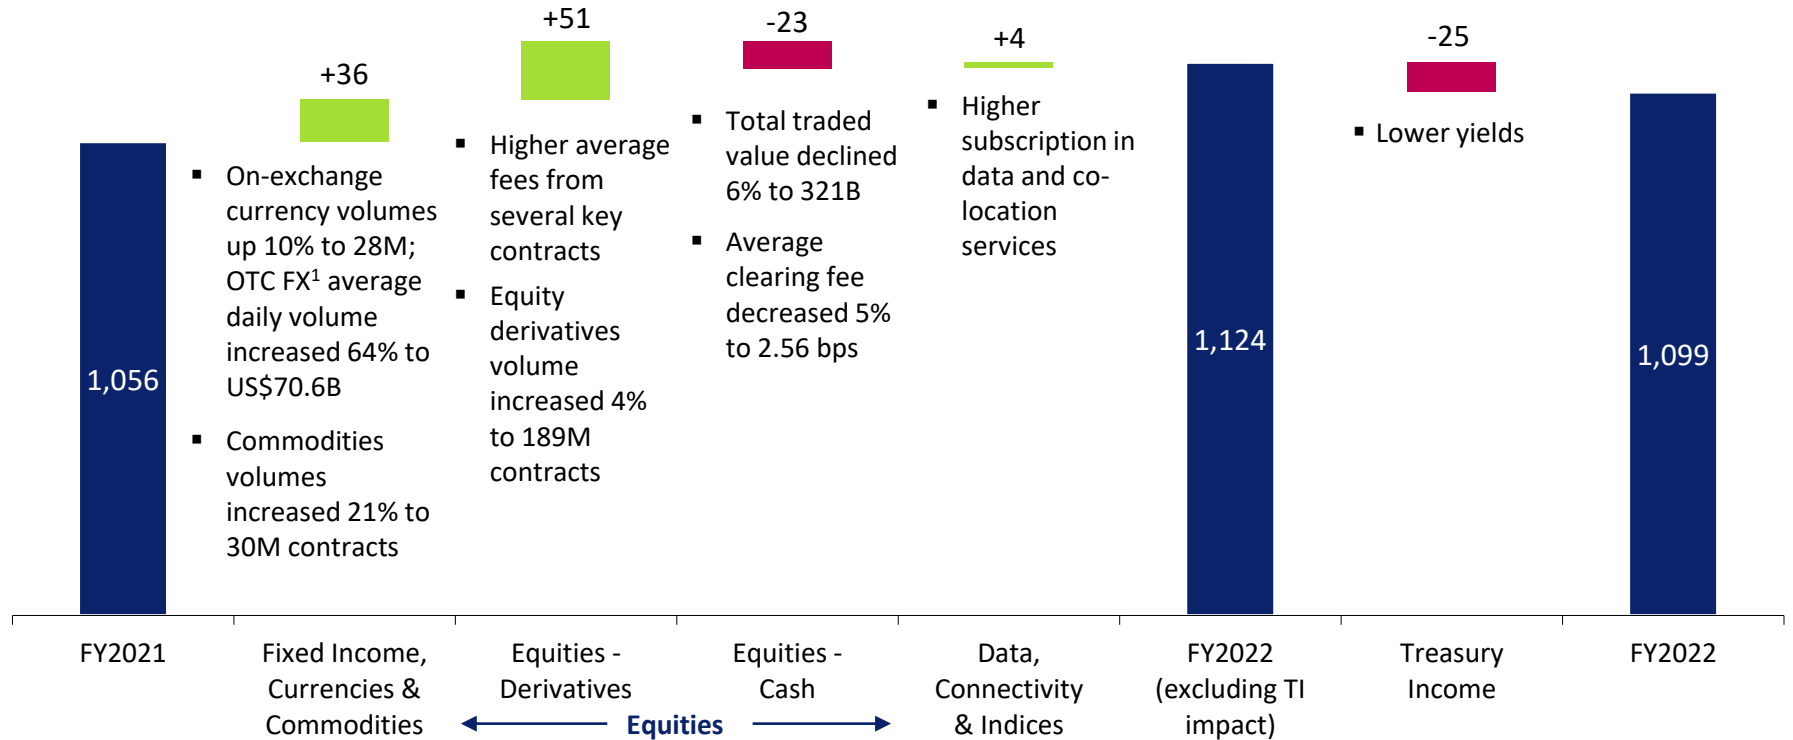 +36
+51
-23
+4
-25
1,056
▪ On-exchange
currency volumes
up 10% to 28M;
OTC FX¹ average
daily volume
increased 64% to
US$70.6B
▪ Commodities
volumes
increased 21% to
30M contracts
▪ Higher average
fees from
several key
contracts
▪ Equity
derivatives
volume
increased 4%
to 189M
contracts
▪ Total traded
value declined
6% to 321B
▪ Average
clearing fee
decreased 5%
to 2.56 bps
▪ Higher
subscription in
data and co-
location
services
1,124
▪ Lower yields
1,099
FY2021
Fixed Income,
Currencies &
Commodities
Equities -
Derivatives
Equities -
Cash
Equities
Data,
Connectivity
& Indices
FY2022
(excluding TI
impact)
Treasury
Income
FY2022